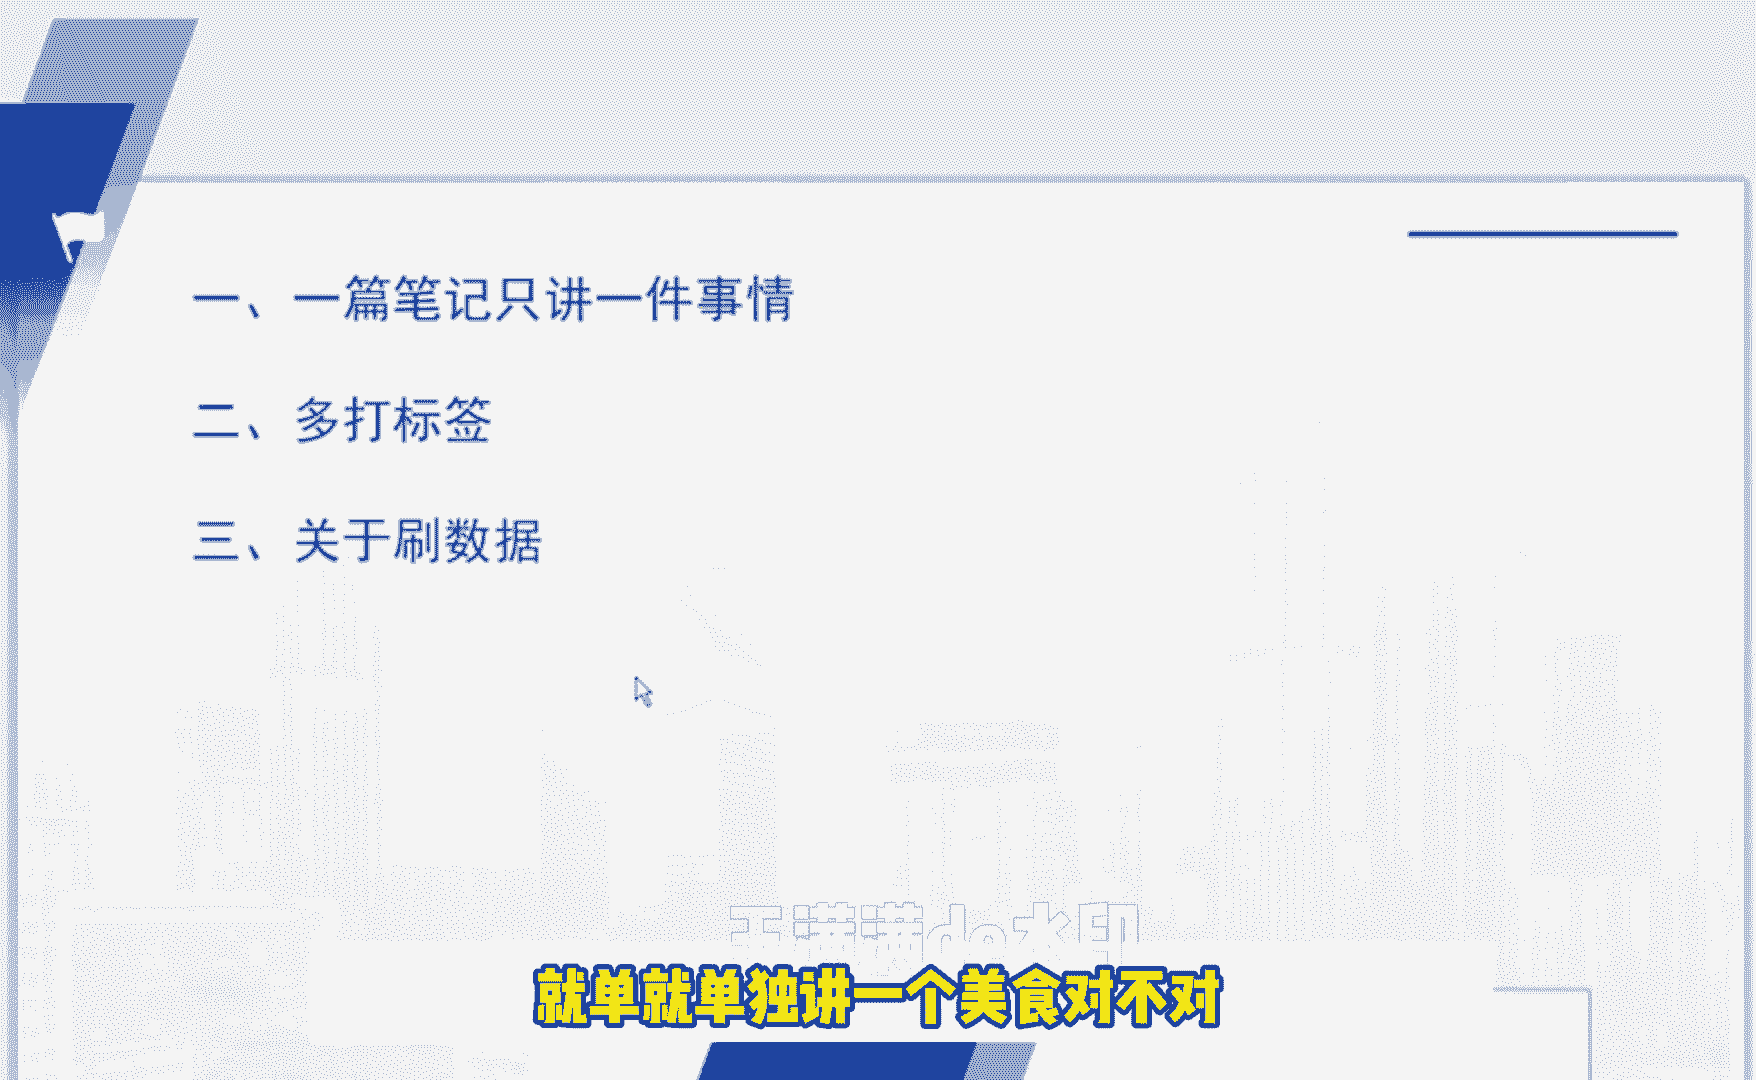 一、一篇笔记只讲一件事情
二、多打标签
三、关于刷数据
王满满de水印
就单就单独讲一个美食对不对